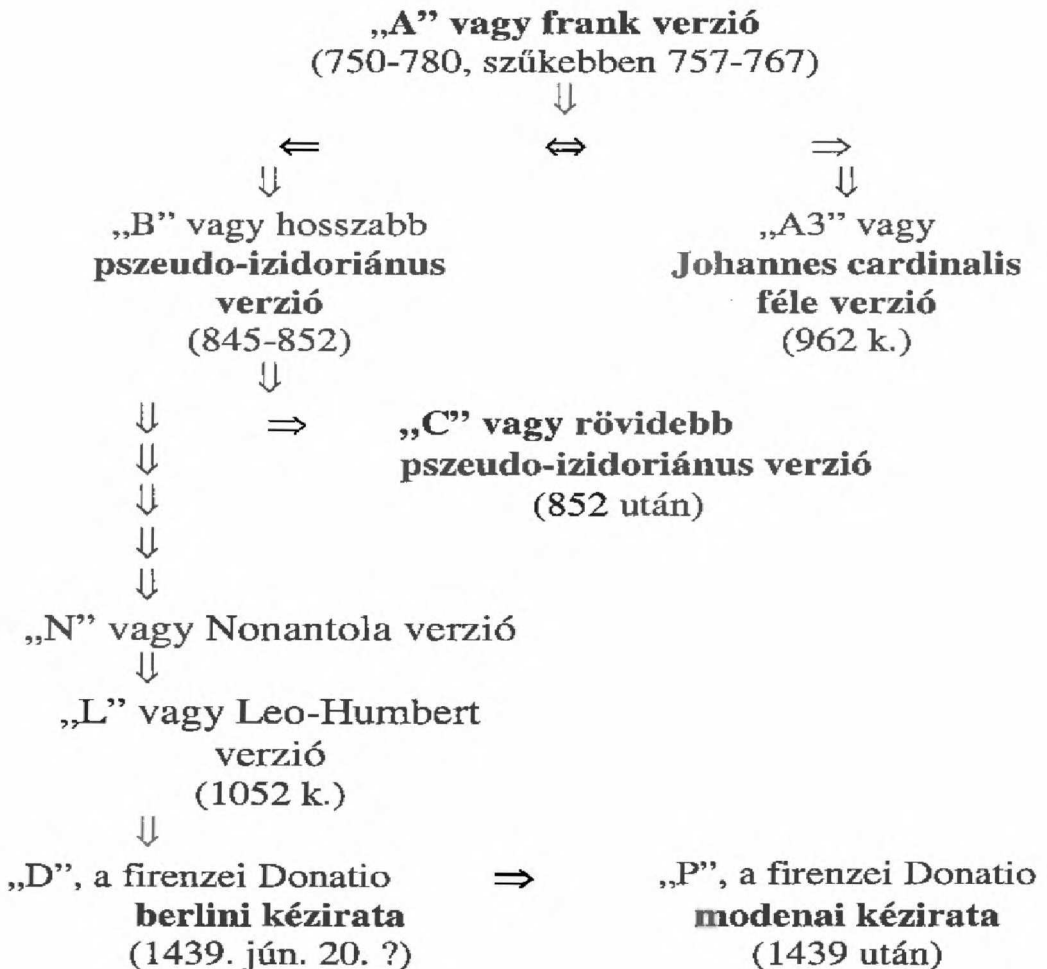 „A” vagy frank verzió
(750-780, szűkebben 757-767)
⇓
⇐ ⇔ ⇒
⇓ ⇓
„B” vagy hosszabb
pszeudo-izidoriánus
verzió
(845-852)
„A3” vagy
Johannes cardinalis
féle verzió
(962 k.)
⇓
⇓ ⇒ „C” vagy rövidebb
⇓ pszeudo-izidoriánus verzió
⇓ (852 után)
⇓
⇓
„N” vagy Nonantola verzió
⇓
„L” vagy Leo-Humbert
verzió
(1052 k.)
⇓
„D”, a firenzei Donatio ⇒
berlini kézirata
(1439. jún. 20. ?)
„P”, a firenzei Donatio
modenai kézirata
(1439 után)